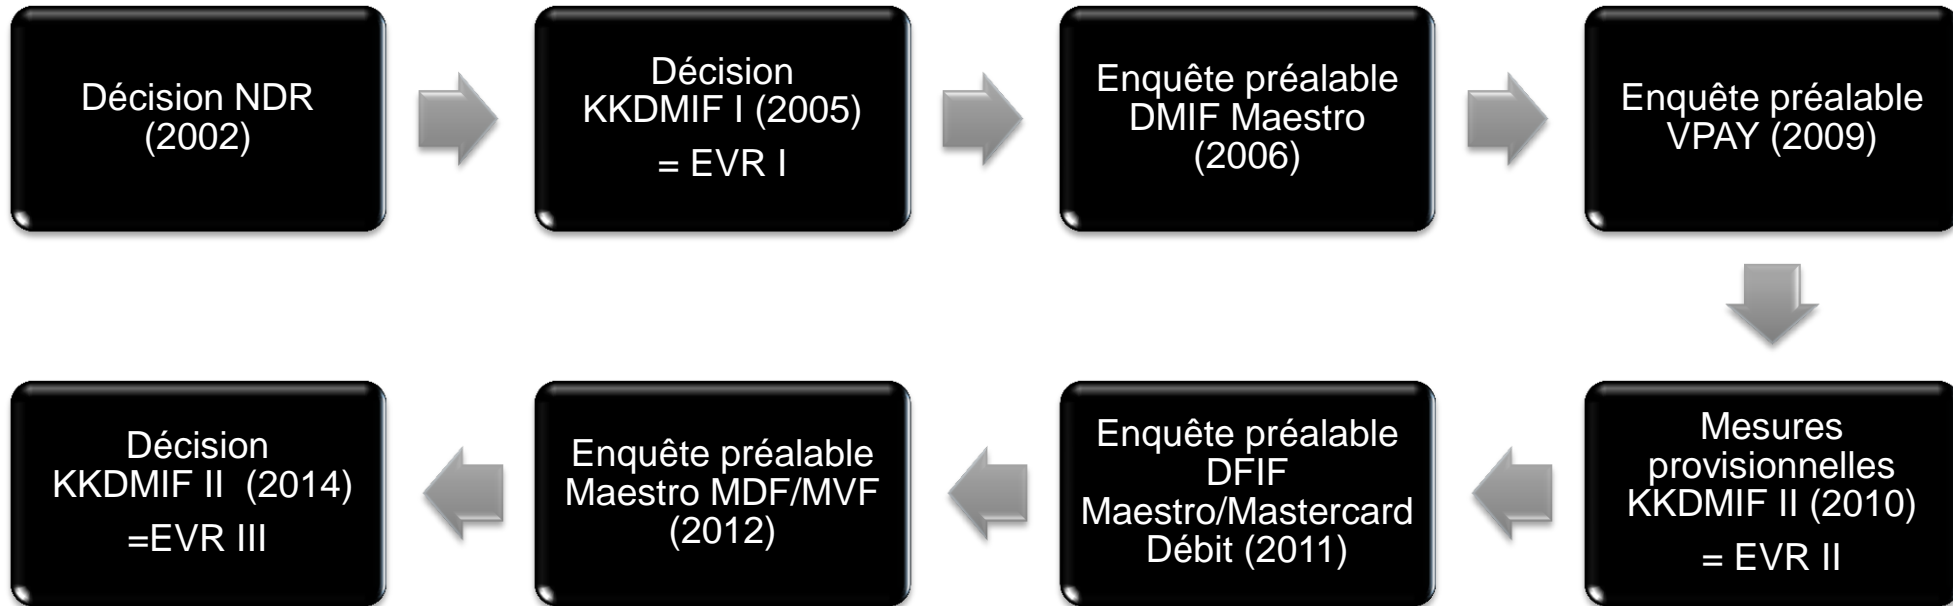 Décision NDR
(2002)
Décision
KKDMIF I (2005)
= EVR I
Enquête préalable
DMIF Maestro
(2006)
Enquête préalable
VPAY (2009)
Mesures
provisionnelles
KKDMIF II (2010)
= EVR II
Enquête préalable
DFIF
Maestro/Mastercard
Débit (2011)
Enquête préalable
Maestro MDF/MVF
(2012)
Décision
KKDMIF II (2014)
=EVR III